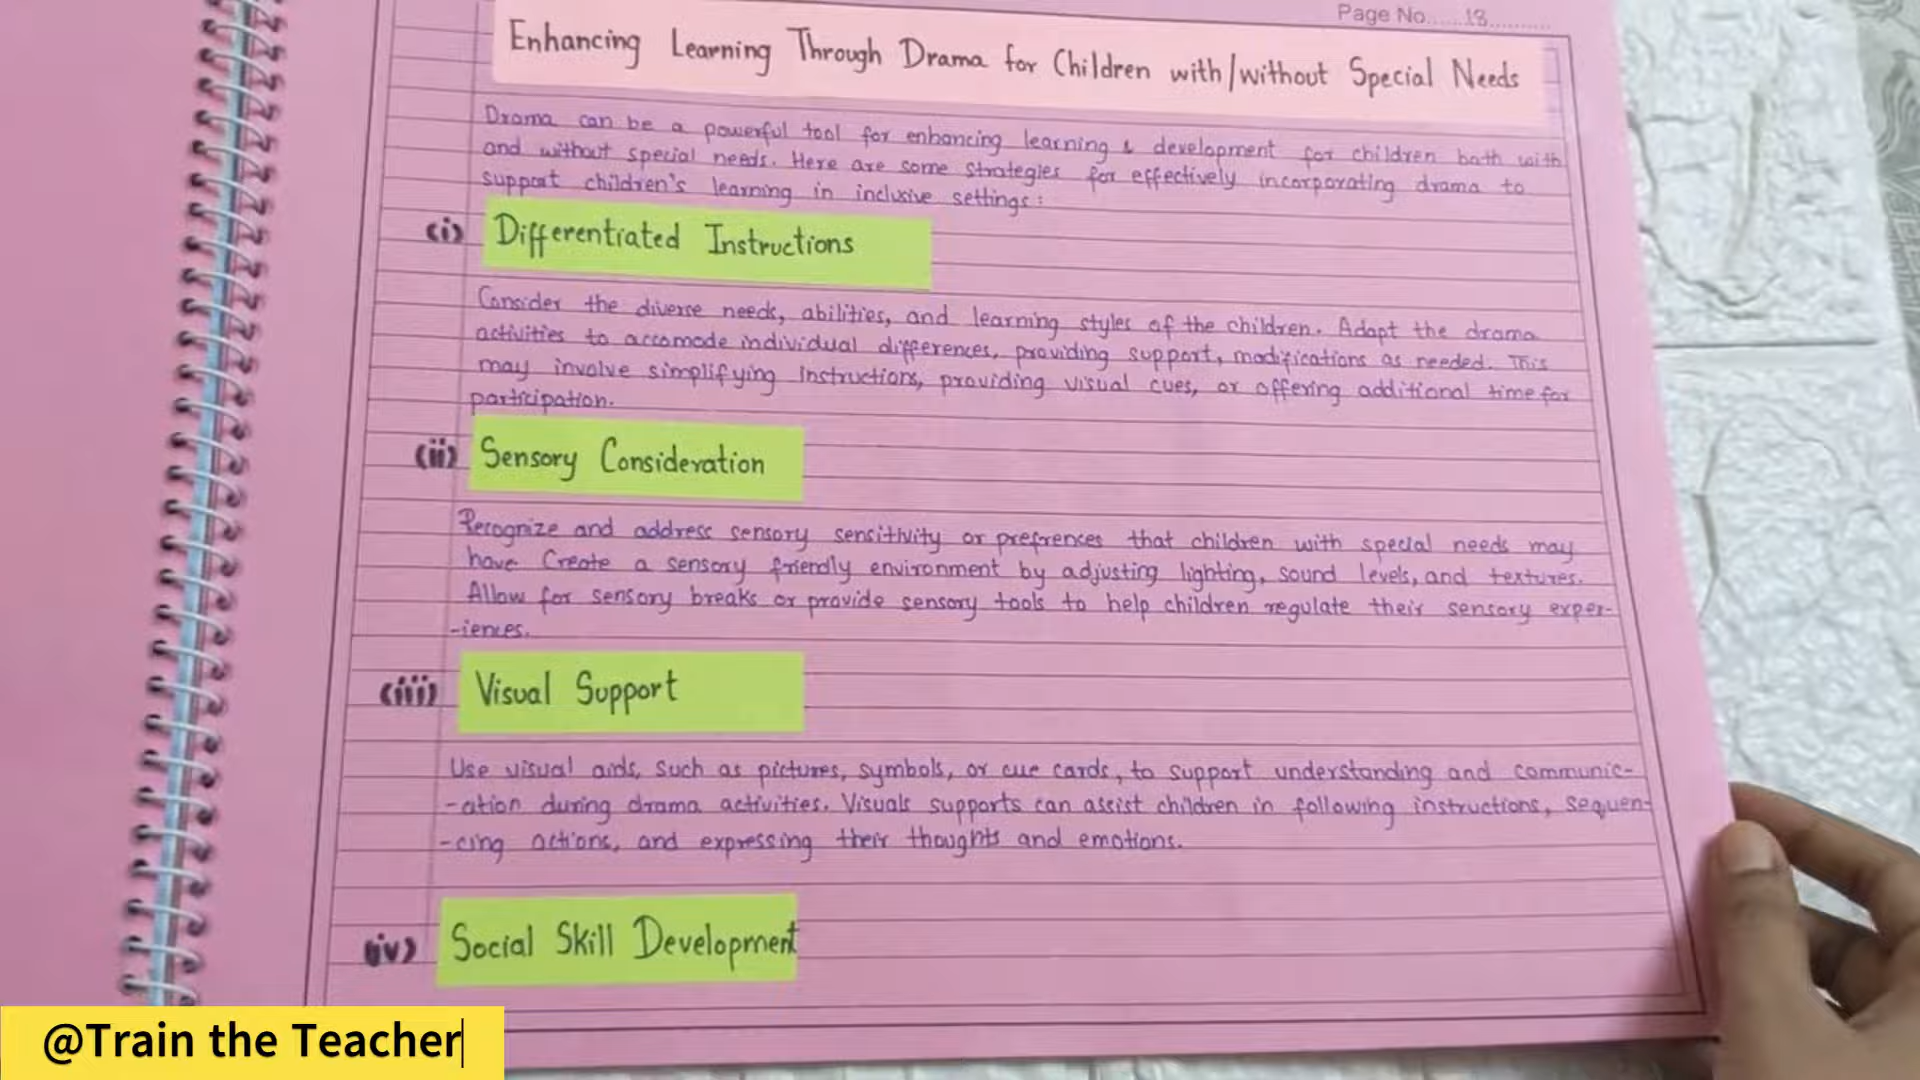 Page No......18..........
Enhancing Learning Through Drama for Children with/without Special Needs
Drama can be a powerful tool for enhancing learning & development for children both with
and without special needs. Here are some strategies for effectively incorporating drama to
support children's learning in inclusive settings:
(i) Differentiated Instructions
Consider the diverse needs, abilities, and learning styles of the children. Adapt the drama
activities to accomode individual differences, providing support, modifications as needed. This
may involve simplifying instructions, providing visual cues, or offering additional time for
participation.
(ii) Sensory Consideration
Recognize and address sensory sensitivity or prefrences that children with special needs may
have. Create a sensory friendly environment by adjusting lighting, sound levels, and textures.
Allow for sensory breaks or provide sensory tools to help children regulate their sensory exper-
-iences.
(iii) Visual Support
Use visual aids, such as pictures, symbols, or cue cards, to support understanding and communic-
-ation during drama activities. Visuals supports can assist children in following instructions, sequen-
-cing actions, and expressing their thoughts and emotions.
(iv) Social Skill Development
@Train the Teacher